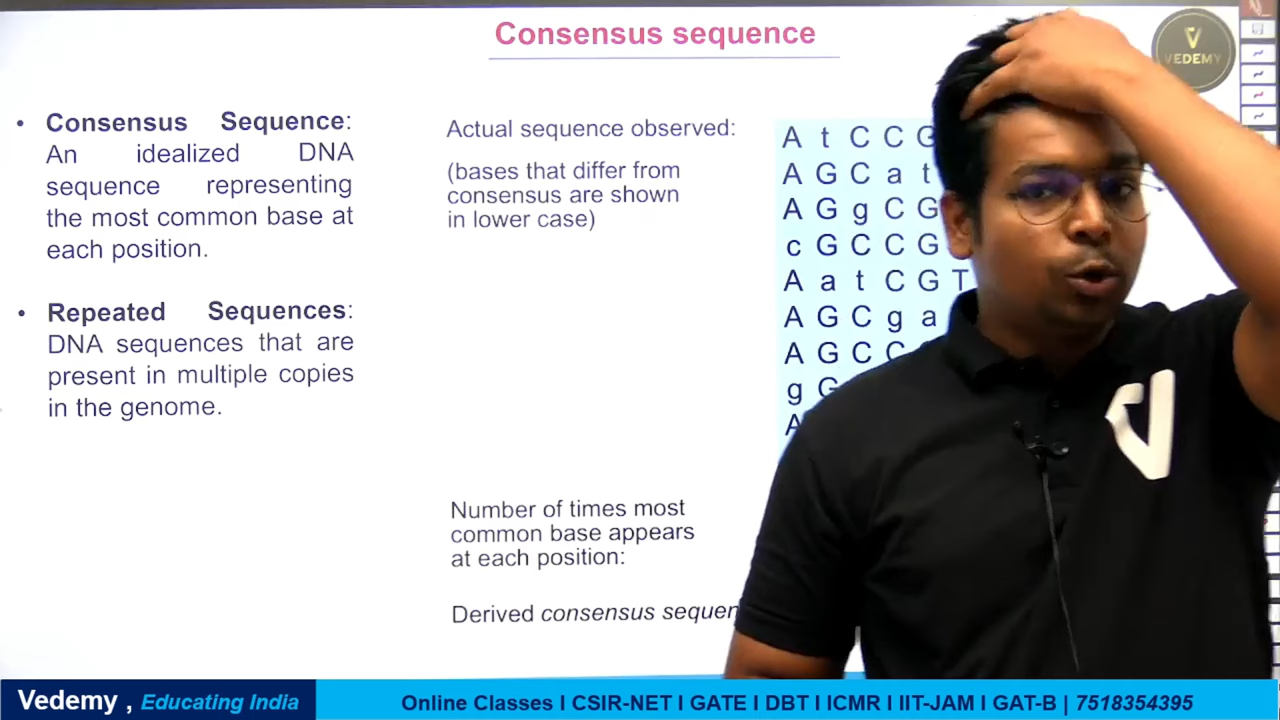 Consensus sequence
VEDEMY
• Consensus Sequence:
An idealized DNA
sequence representing
the most common base at
each position.
• Repeated Sequences:
DNA sequences that are
present in multiple copies
in the genome.
Actual sequence observed:
(bases that differ from
consensus are shown
in lower case)
A t C C G
A G C a t
A G g C G
c G C C G
A a t C G T
A G C g a
A G C C
g G
A
Number of times most
common base appears
at each position:
Derived consensus sequen
Vedemy , Educating India
Online Classes I CSIR-NET I GATE I DBT I ICMR I IIT-JAM I GAT-B | 7518354395